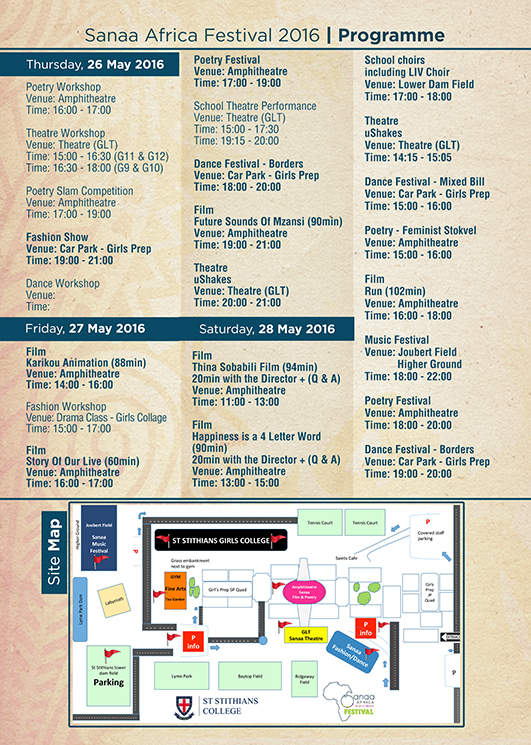 Sanaa Africa Festival 2016 | Programme
Thursday, 26 May 2016
Poetry Workshop
Venue: Amphitheatre
Time: 16:00 - 17:00
Theatre Workshop
Venue: Theatre (GLT)
Time: 15:00 - 16:30 (G11 & G12)
Time: 16:30 - 18:00 (G9 & G10)
Poetry Slam Competition
Venue: Amphitheatre
Time: 17:00 - 19:00
Fashion Show
Venue: Car Park - Girls Prep
Time: 19:00 - 21:00
Dance Workshop
Venue:
Time:
Friday, 27 May 2016
Film
Karikou Animation (88min)
Venue: Amphitheatre
Time: 14:00 - 16:00
Fashion Workshop
Venue: Drama Class - Girls Collage
Time: 15:00 - 17:00
Film
Story Of Our Live (60min)
Venue: Amphitheatre
Time: 16:00 - 17:00
Poetry Festival
Venue: Amphitheatre
Time: 17:00 - 19:00
School Theatre Performance
Venue: Theatre (GLT)
Time: 15:00 - 17:30
Time: 19:15 - 20:00
Dance Festival - Borders
Venue: Car Park - Girls Prep
Time: 18:00 - 20:00
Film
Future Sounds Of Mzansi (90min)
Venue: Amphitheatre
Time: 19:00 - 21:00
Theatre
uShakes
Venue: Theatre (GLT)
Time: 20:00 - 21:00
Saturday, 28 May 2016
Film
Thina Sobabili Film (94min)
20min with the Director + (Q & A)
Venue: Amphitheatre
Time: 11:00 - 13:00
Film
Happiness is a 4 Letter Word
(90min)
20min with the Director + (Q & A)
Venue: Amphitheatre
Time: 13:00 - 15:00
School choirs
including LIV Choir
Venue: Lower Dam Field
Time: 17:00 - 18:00
Theatre
uShakes
Venue: Theatre (GLT)
Time: 14:15 - 15:05
Dance Festival - Mixed Bill
Venue: Car Park - Girls Prep
Time: 15:00 - 16:00
Poetry - Feminist Stokvel
Venue: Amphitheatre
Time: 15:00 - 16:00
Film
Run (102min)
Venue: Amphitheatre
Time: 16:00 - 18:00
Music Festival
Venue: Joubert Field
Higher Ground
Time: 18:00 - 22:00
Poetry Festival
Venue: Amphitheatre
Time: 18:00 - 20:00
Dance Festival - Borders
Venue: Car Park - Girls Prep
Time: 19:00 - 20:00
Site Map
Higher Ground
Joubert Field
Sanaa
Music
Festival
P
ST STITHIANS GIRLS COLLEGE
Tennis Court
Tennis Court
P
Covered staff
parking
Grass embankment
next to gym
Saints Cafe
GYM
Fine Arts
Tea Garden
Girl's Prep SP Quad
Amphitheatre
Sanaa
Film & Poetry
Girls
Prep
SP
Quad
Lyme Park Dam
Labyrinth
P
info
GLT
Sanaa Theatre
P
info
Sanaa
Fashion/Dance
St Stithians lower
dam field
Parking
Lyme Park
Baytop Field
Ridgeway
Field
P
ST STITHIANS
COLLEGE
Sanaa
AFRICA
FESTIVAL